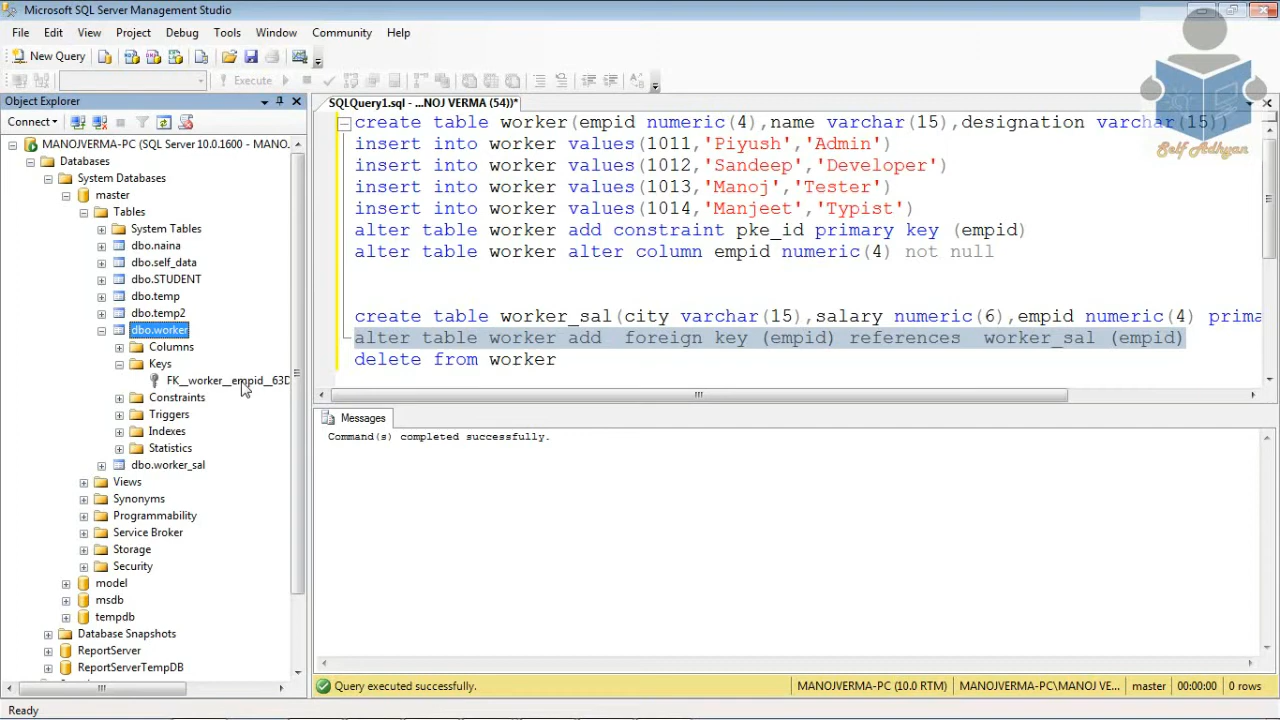 Microsoft SQL Server Management Studio
File Edit View Project Debug Tools Window Community Help
New Query
Execute
Object Explorer
SQLQuery1.sql - ...NOJ VERMA (54))*
Connect
MANOJVERMA-PC (SQL Server 10.0.1600 - MANO
Databases
System Databases
master
Tables
System Tables
dbo.naina
dbo.self_data
dbo.STUDENT
dbo.temp
dbo.temp2
dbo.worker
Columns
Keys
FK__worker__empid__63D
Constraints
Triggers
Indexes
Statistics
dbo.worker_sal
Views
Synonyms
Programmability
Service Broker
Storage
Security
model
msdb
tempdb
Database Snapshots
ReportServer
ReportServerTempDB
create table worker(empid numeric(4),name varchar(15),designation varchar(15))
insert into worker values(1011,'Piyush','Admin')
insert into worker values(1012,'Sandeep','Developer')
insert into worker values(1013,'Manoj','Tester')
insert into worker values(1014,'Manjeet','Typist')
alter table worker add constraint pke_id primary key (empid)
alter table worker alter column empid numeric(4) not null
create table worker_sal(city varchar(15),salary numeric(6),empid numeric(4) prima
alter table worker add  foreign key (empid) references  worker_sal (empid)
delete from worker
Self Adhyan
Messages
Command(s) completed successfully.
Query executed successfully.
MANOJVERMA-PC (10.0 RTM) MANOJVERMA-PC\MANOJ VE... master 00:00:00 0 rows
Ready